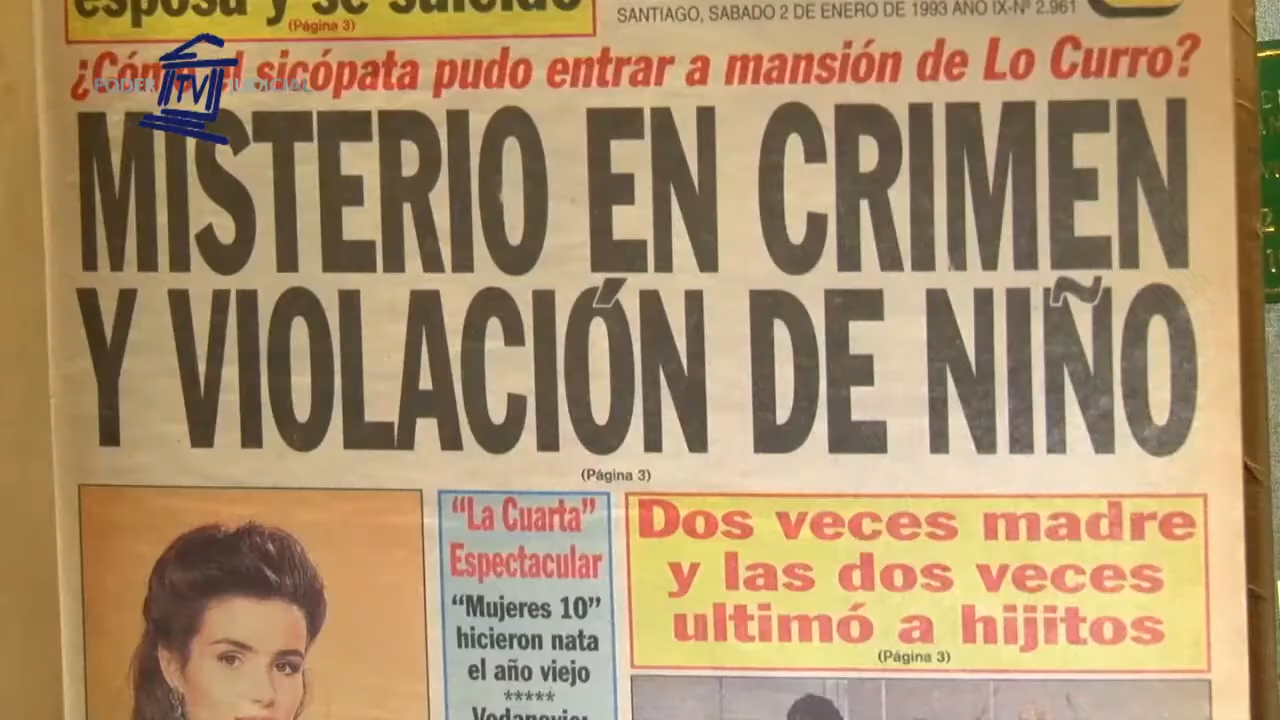 esposa y se suicidó
(Página 3)
SANTIAGO, SABADO 2 DE ENERO DE 1993 AÑO IX-Nº 2.961
PODER TV JUDICIAL
sicópata pudo entrar a mansión de Lo Curro?
MISTERIO EN CRIMEN
Y VIOLACIÓN DE NIÑO
(Página 3)
"La Cuarta"
Espectacular
"Mujeres 10"
hicieron nata
el año viejo
*****
Dos veces madre
y las dos veces
ultimó a hijitos
(Página 3)